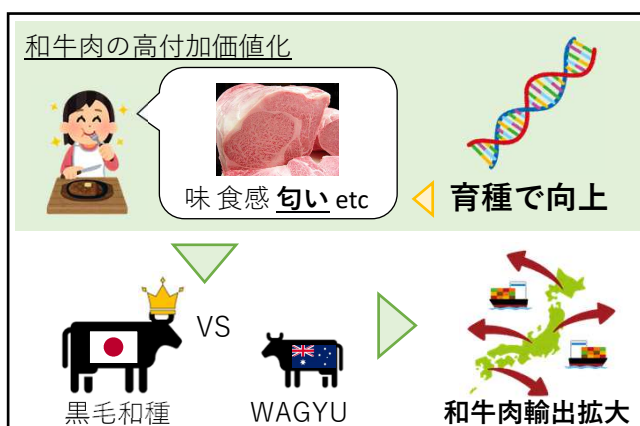 和牛肉の高付加価値化
味 食感 匂い etc
育種で向上
VS
黒毛和種
WAGYU
和牛肉輸出拡大